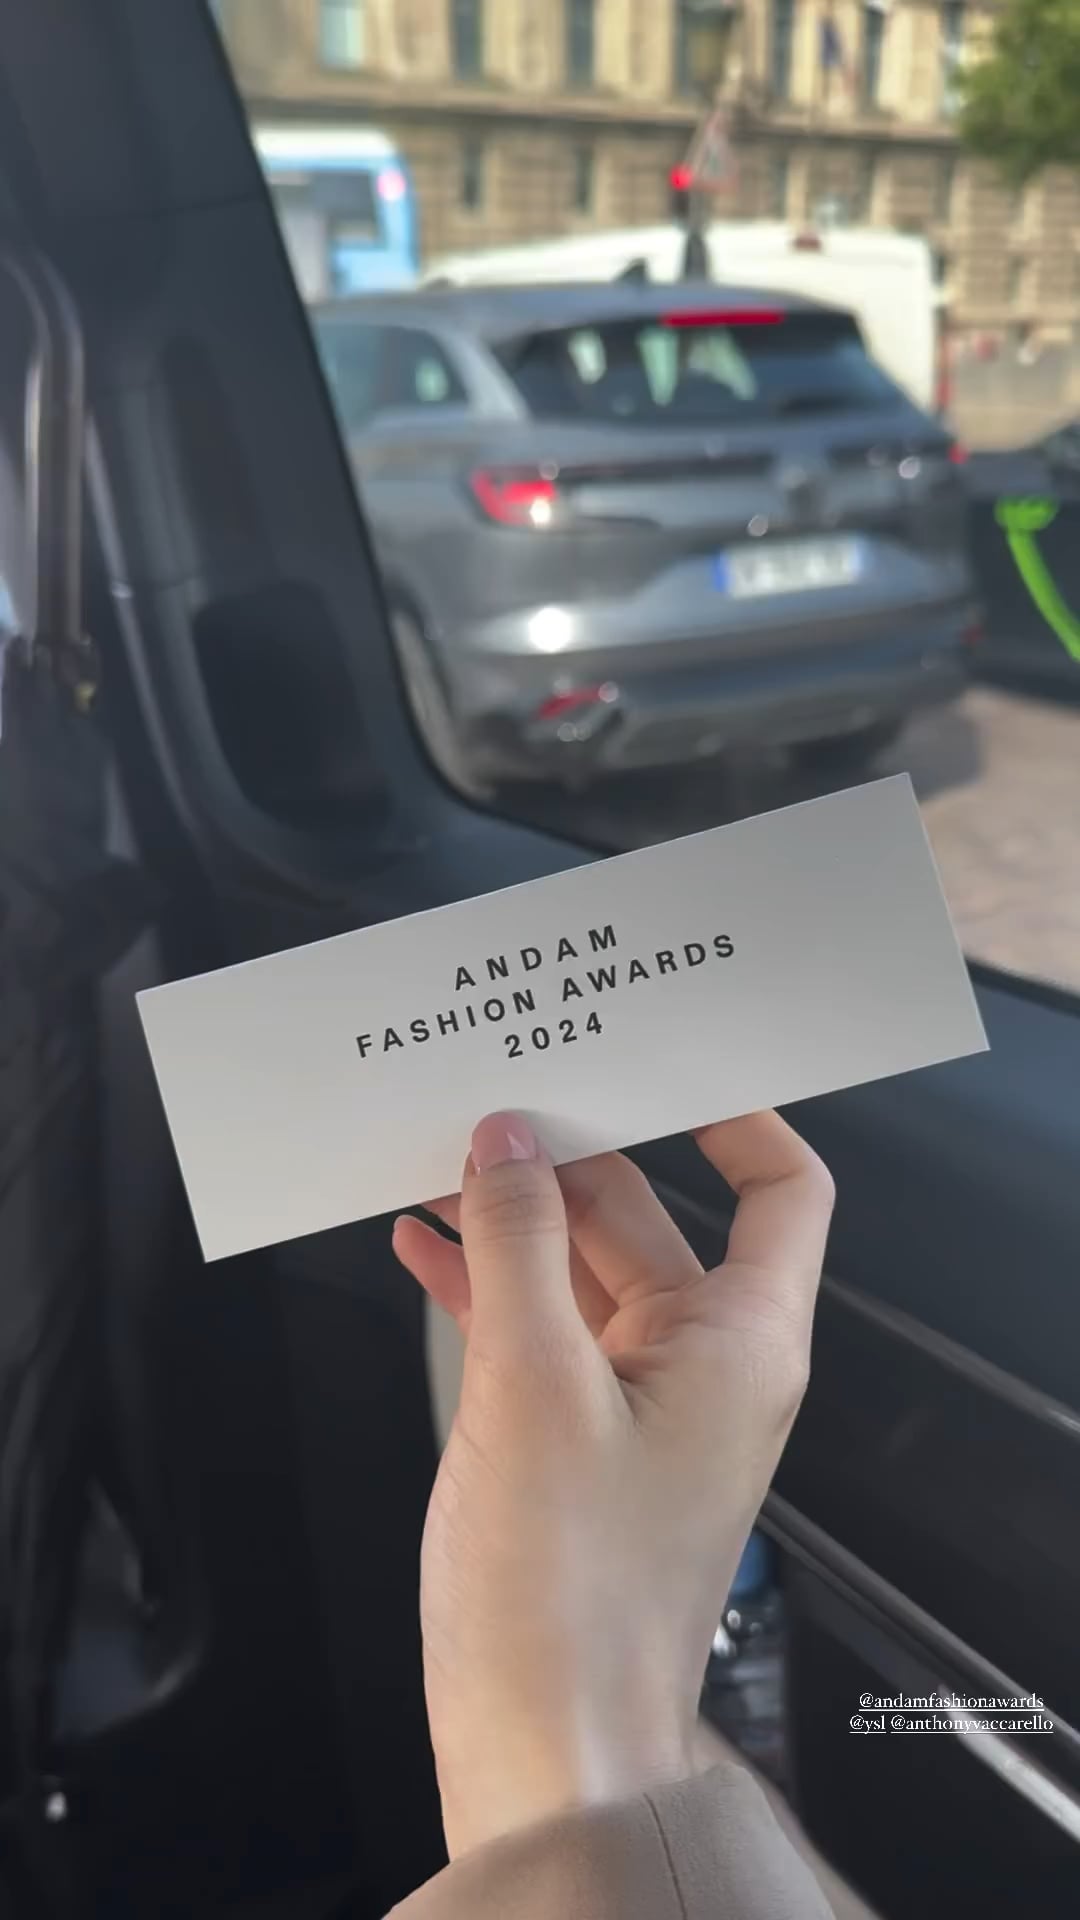 ANDAM
FASHION AWARDS
2024
@andamfashionawards
@ysl @anthonyvaccarello